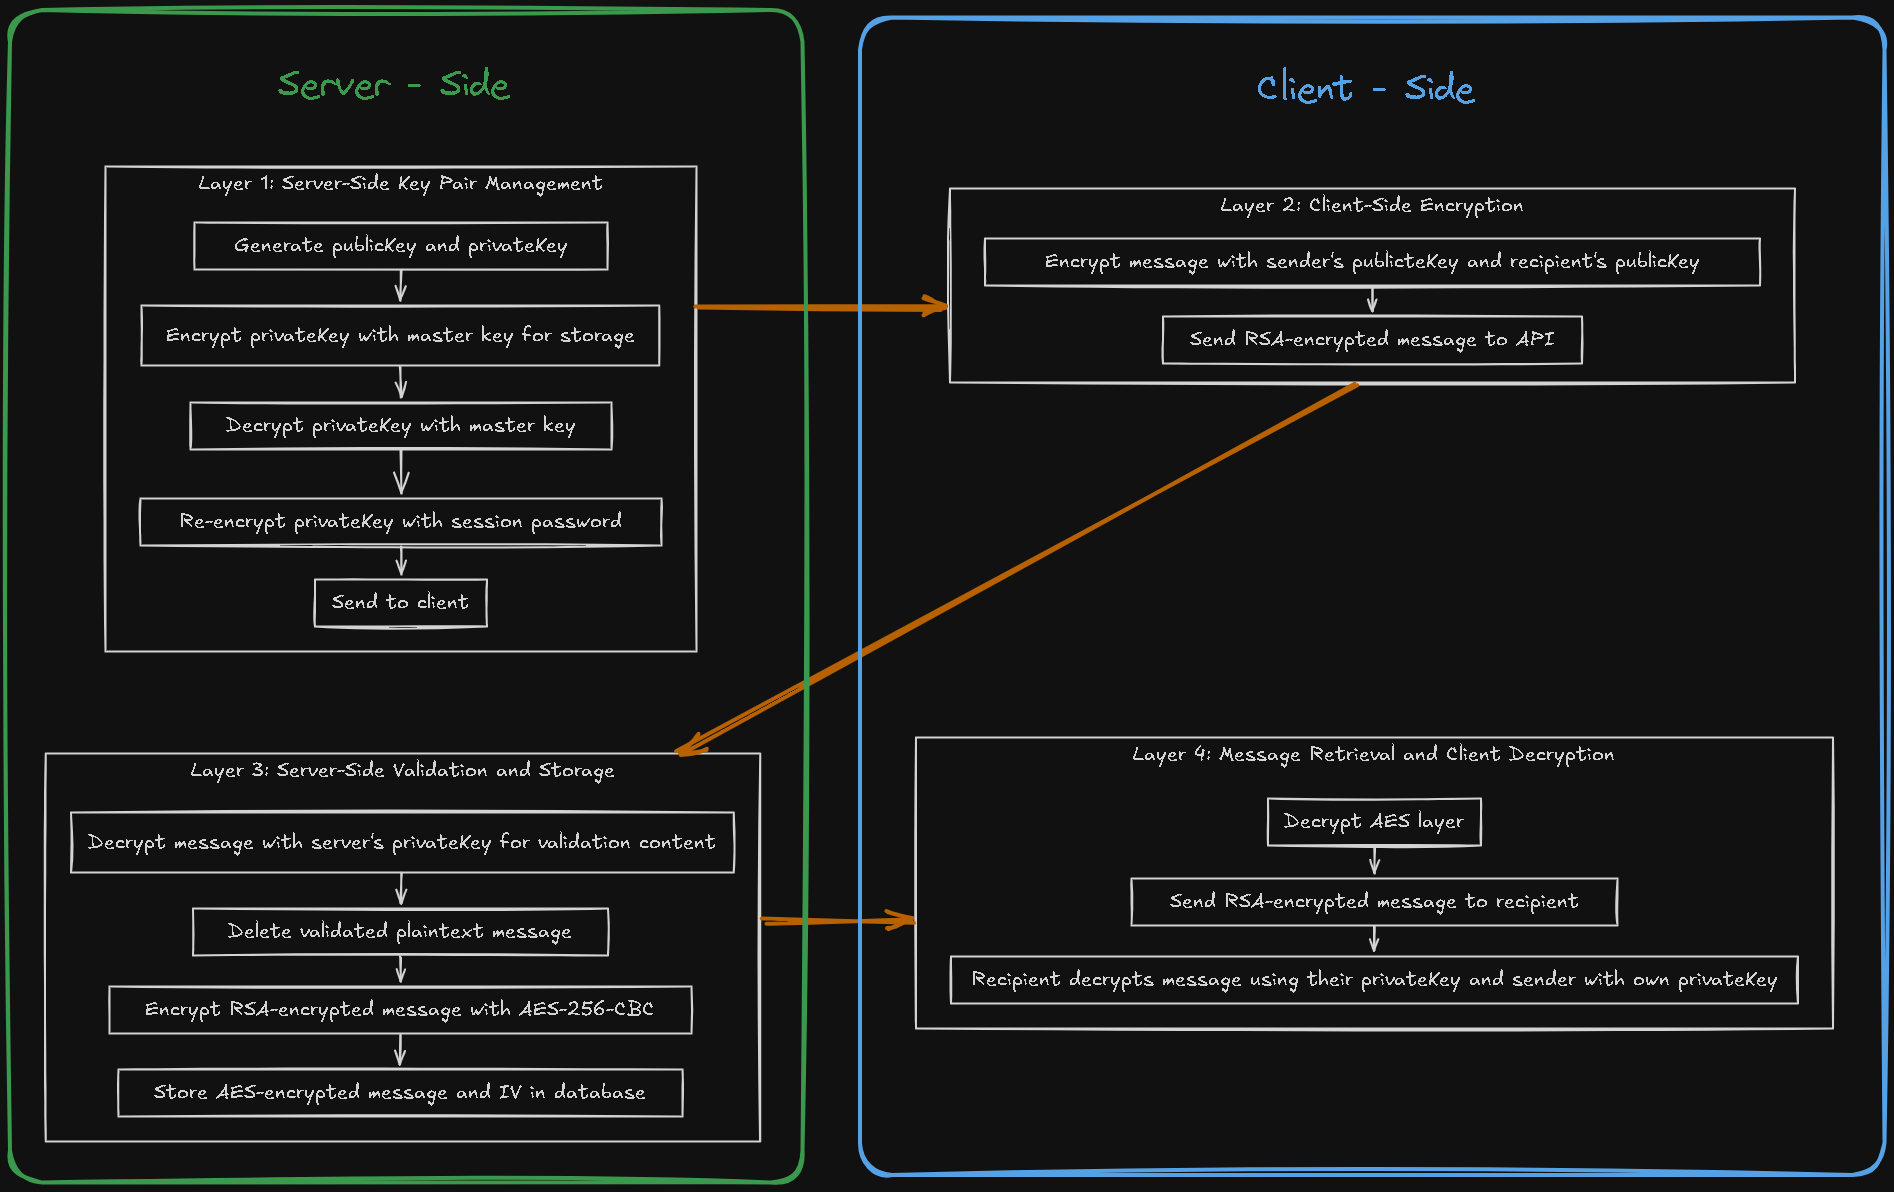 Server - Side
Layer 1: Server-Side Key Pair Management
Generate publicKey and privateKey
Encrypt privateKey with master key for storage
Decrypt privateKey with master key
Re-encrypt privateKey with session password
Send to client
Layer 3: Server-Side Validation and Storage
Decrypt message with server's privateKey for validation content
Delete validated plaintext message
Encrypt RSA-encrypted message with AES-256-CBC
Store AES-encrypted message and IV in database
Client - Side
Layer 2: Client-Side Encryption
Encrypt message with sender's publicteKey and recipient's publicKey
Send RSA-encrypted message to API
Layer 4: Message Retrieval and Client Decryption
Decrypt AES layer
Send RSA-encrypted message to recipient
Recipient decrypts message using their privateKey and sender with own privateKey